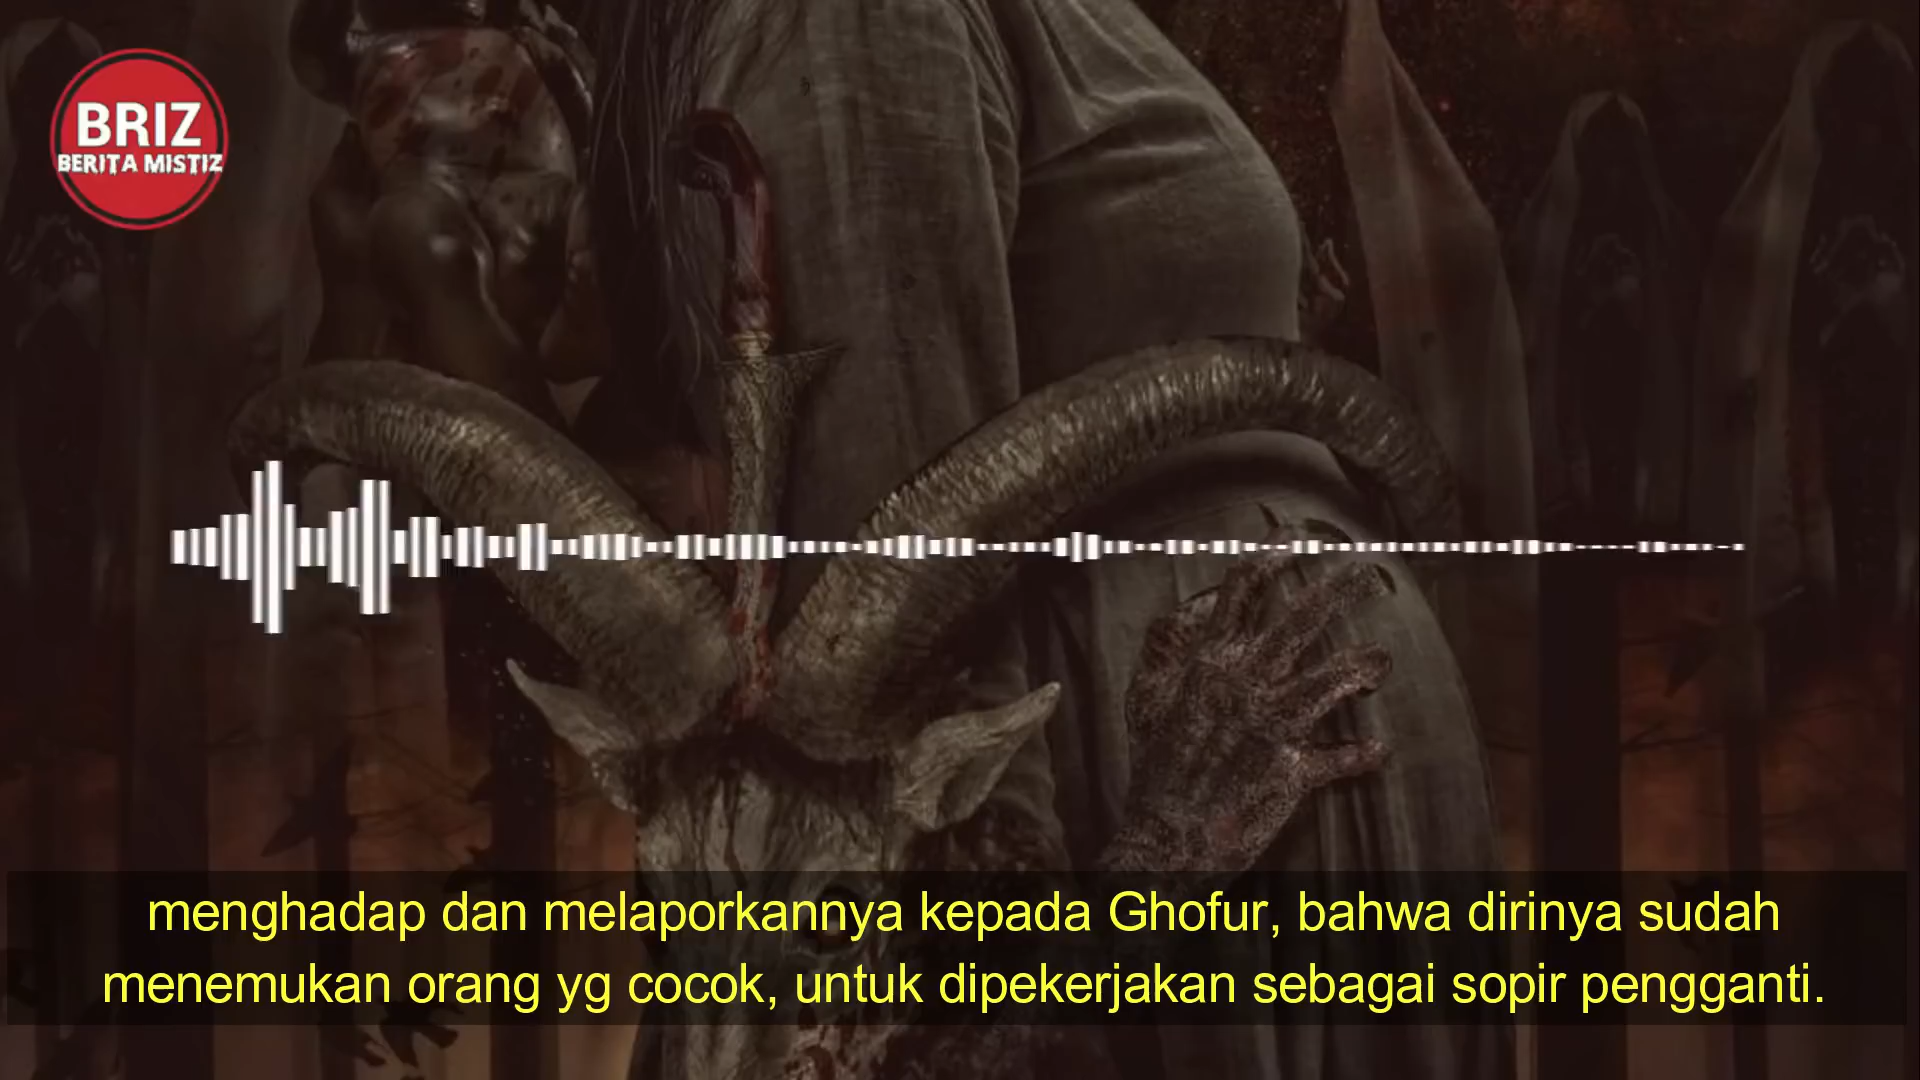 BRIZ
BERITA MISTIZ
menghadap dan melaporkannya kepada Ghofur, bahwa dirinya sudah
menemukan orang yg cocok, untuk dipekerjakan sebagai sopir pengganti.